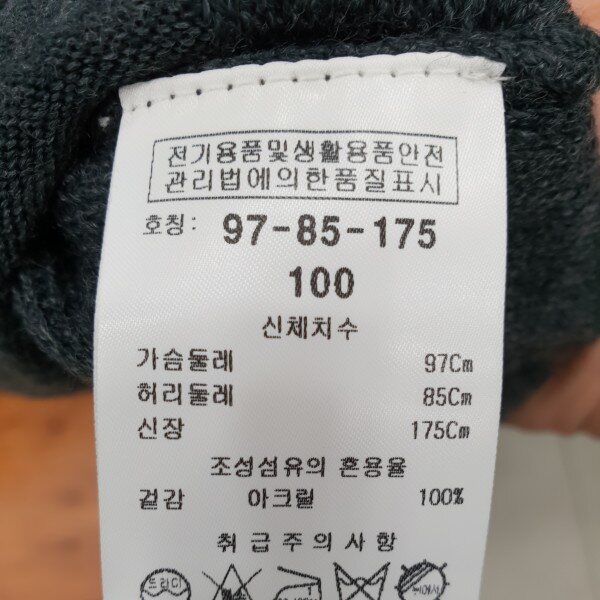 전기용품및생활용품안전
관리법에의한품질표시
호칭: 97-85-175
100
신체치수
가슴둘레 97Cm
허리둘레 85Cm
신장 175Cm
조성섬유의 혼용율
겉감 아크릴 100%
취급주의사항
드라이